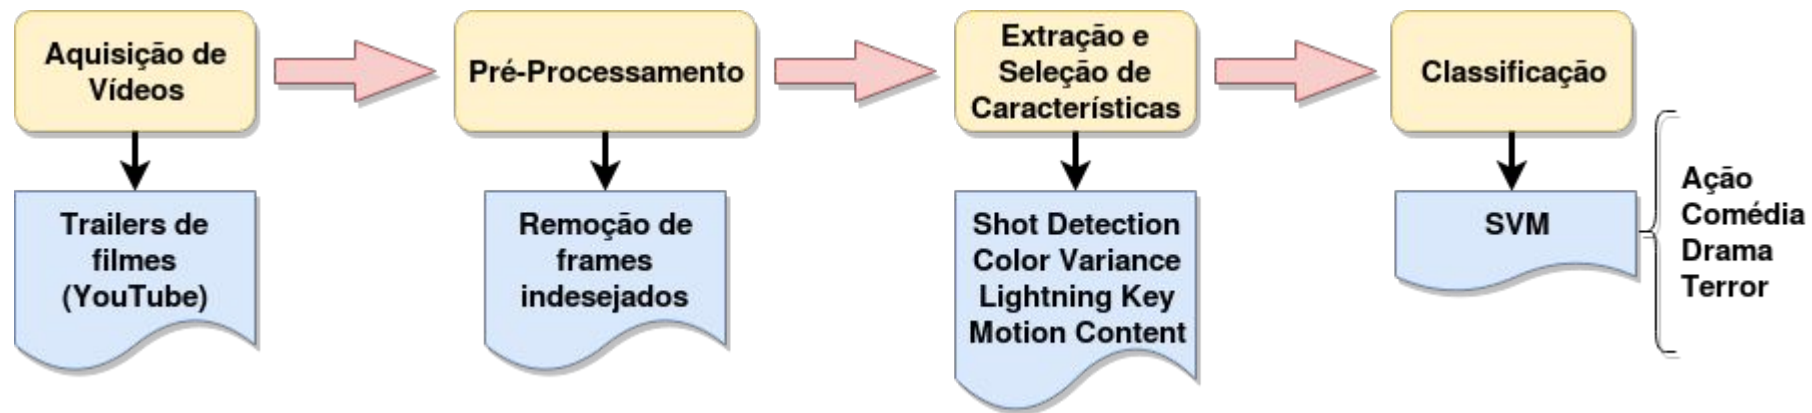 Aquisição de
Vídeos
Pré-Processamento
Extração e
Seleção de
Características
Classificação
Trailers de
filmes
(YouTube)
Remoção de
frames
indesejados
Shot Detection
Color Variance
Lightning Key
Motion Content
SVM
Ação
Comédia
Drama
Terror